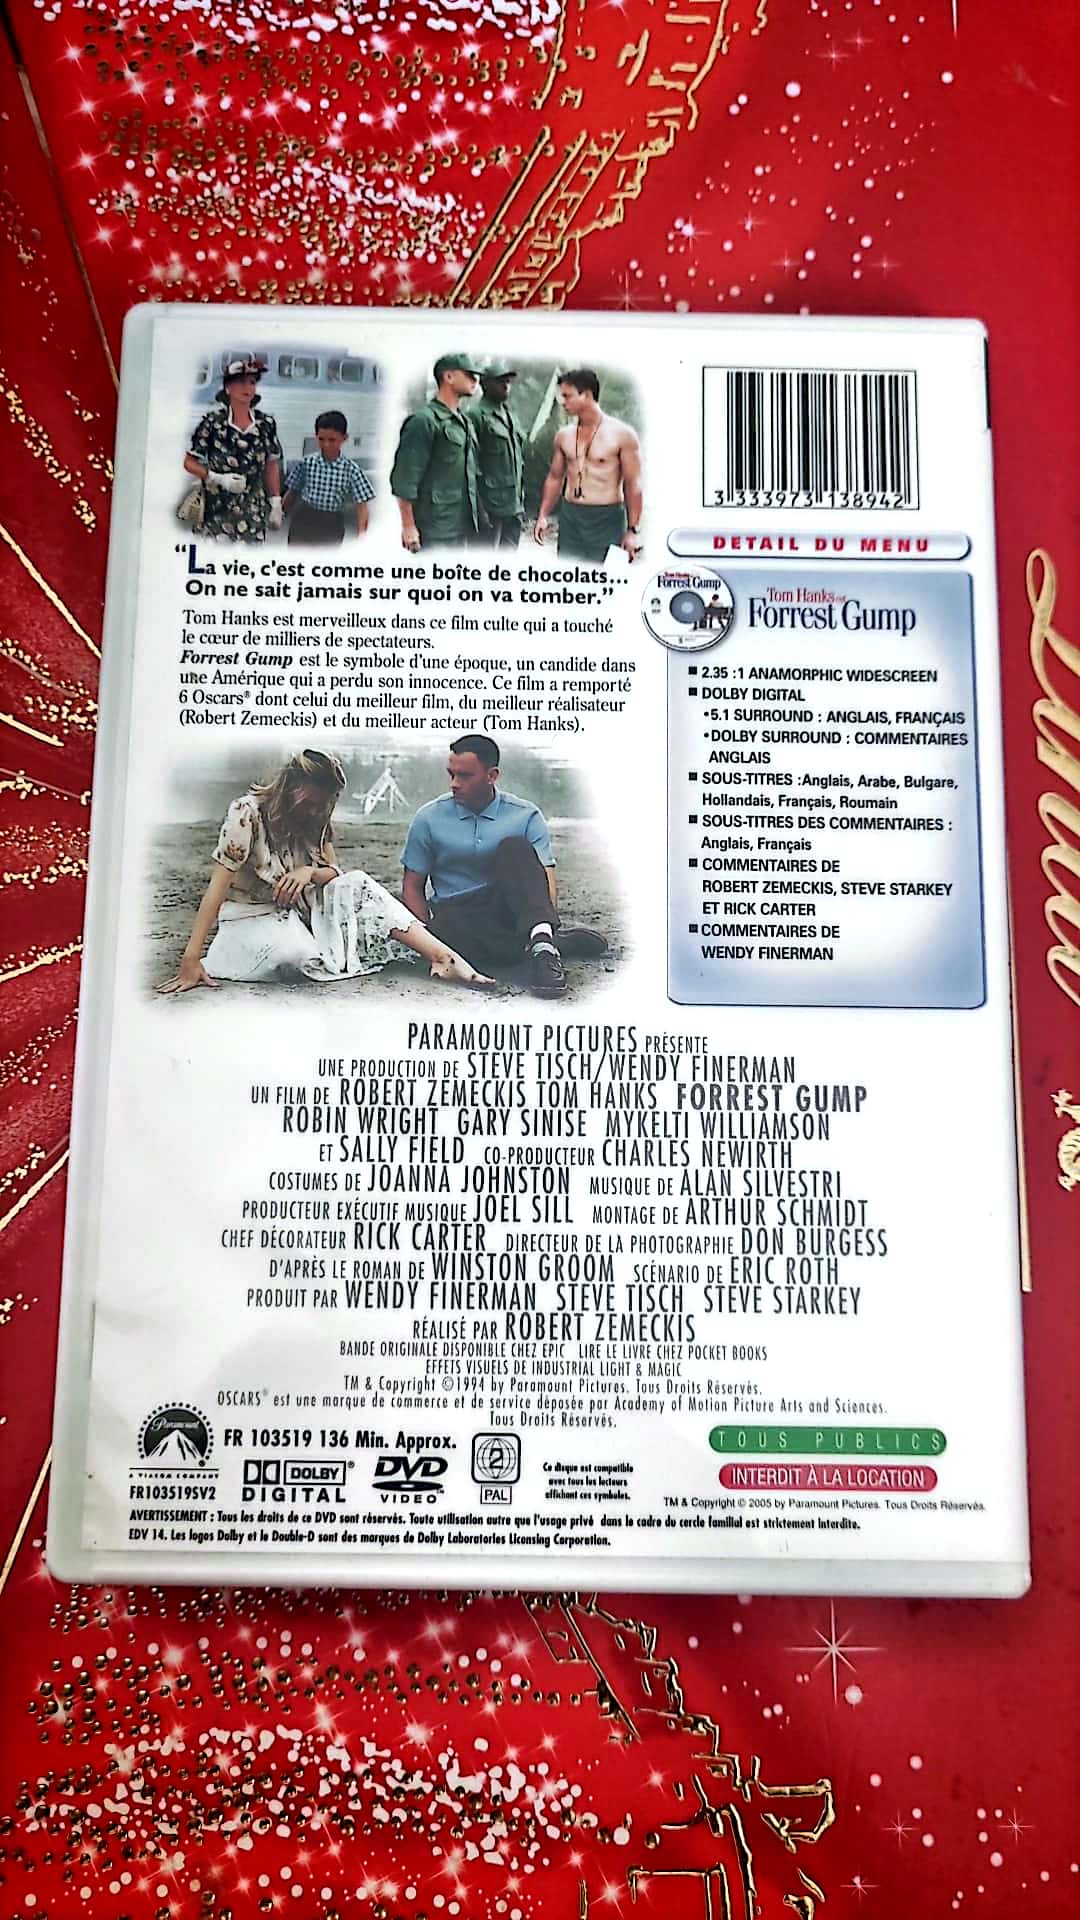 3 333973 138942
DETAIL DU MENU
"La vie, c'est comme une boîte de chocolats...
On ne sait jamais sur quoi on va tomber."
Tom Hanks est merveilleux dans ce film culte qui a touché
le cœur de milliers de spectateurs.
Forrest Gump est le symbole d'une époque, un candide dans
une Amérique qui a perdu son innocence. Ce film a remporté
6 Oscars® dont celui du meilleur film, du meilleur réalisateur
(Robert Zemeckis) et du meilleur acteur (Tom Hanks).
Forrest Gump
Tom Hanks
Forrest Gump
2.35 :1 ANAMORPHIC WIDESCREEN
DOLBY DIGITAL
•5.1 SURROUND : ANGLAIS, FRANÇAIS
•DOLBY SURROUND : COMMENTAIRES
ANGLAIS
SOUS-TITRES :Anglais, Arabe, Bulgare,
Hollandais, Français, Roumain
SOUS-TITRES DES COMMENTAIRES :
Anglais, Français
COMMENTAIRES DE
ROBERT ZEMECKIS, STEVE STARKEY
ET RICK CARTER
COMMENTAIRES DE
WENDY FINERMAN
PARAMOUNT PICTURES PRÉSENTE
UNE PRODUCTION DE STEVE TISCH/WENDY FINERMAN
UN FILM DE ROBERT ZEMECKIS TOM HANKS FORREST GUMP
ROBIN WRIGHT GARY SINISE MYKELTI WILLIAMSON
ET SALLY FIELD CO-PRODUCTEUR CHARLES NEWIRTH
COSTUMES DE JOANNA JOHNSTON MUSIQUE DE ALAN SILVESTRI
PRODUCTEUR EXÉCUTIF MUSIQUE JOEL SILL MONTAGE DE ARTHUR SCHMIDT
CHEF DÉCORATEUR RICK CARTER DIRECTEUR DE LA PHOTOGRAPHIE DON BURGESS
D'APRÈS LE ROMAN DE WINSTON GROOM SCÉNARIO DE ERIC ROTH
PRODUIT PAR WENDY FINERMAN STEVE TISCH STEVE STARKEY
RÉALISÉ PAR ROBERT ZEMECKIS
BANDE ORIGINALE DISPONIBLE CHEZ EPIC LIRE LE LIVRE CHEZ POCKET BOOKS
EFFETS VISUELS DE INDUSTRIAL LIGHT & MAGIC
TM & Copyright ©1994 by Paramount Pictures. Tous Droits Réservés.
OSCARS® est une marque de commerce et de service déposée par Academy of Motion Picture Arts and Sciences.
Tous Droits Réservés.
Paramount
A VIACOM COMPANY
FR103519SV2
FR 103519 136 Min. Approx.
DOLBY®
DIGITAL
DVD
VIDEO™
2
PAL
Ce disque est compatible
avec tous les lecteurs
affichant ces symboles.
TOUS PUBLICS
INTERDIT À LA LOCATION
TM & Copyright © 2005 by Paramount Pictures. Tous Droits Réservés.
AVERTISSEMENT : Tous les droits de ce DVD sont réservés. Toute utilisation autre que l'usage privé dans le cadre du cercle familial est strictement interdite.
EDV 14. Les logos Dolby et le Double-D sont des marques de Dolby Laboratories Licensing Corporation.